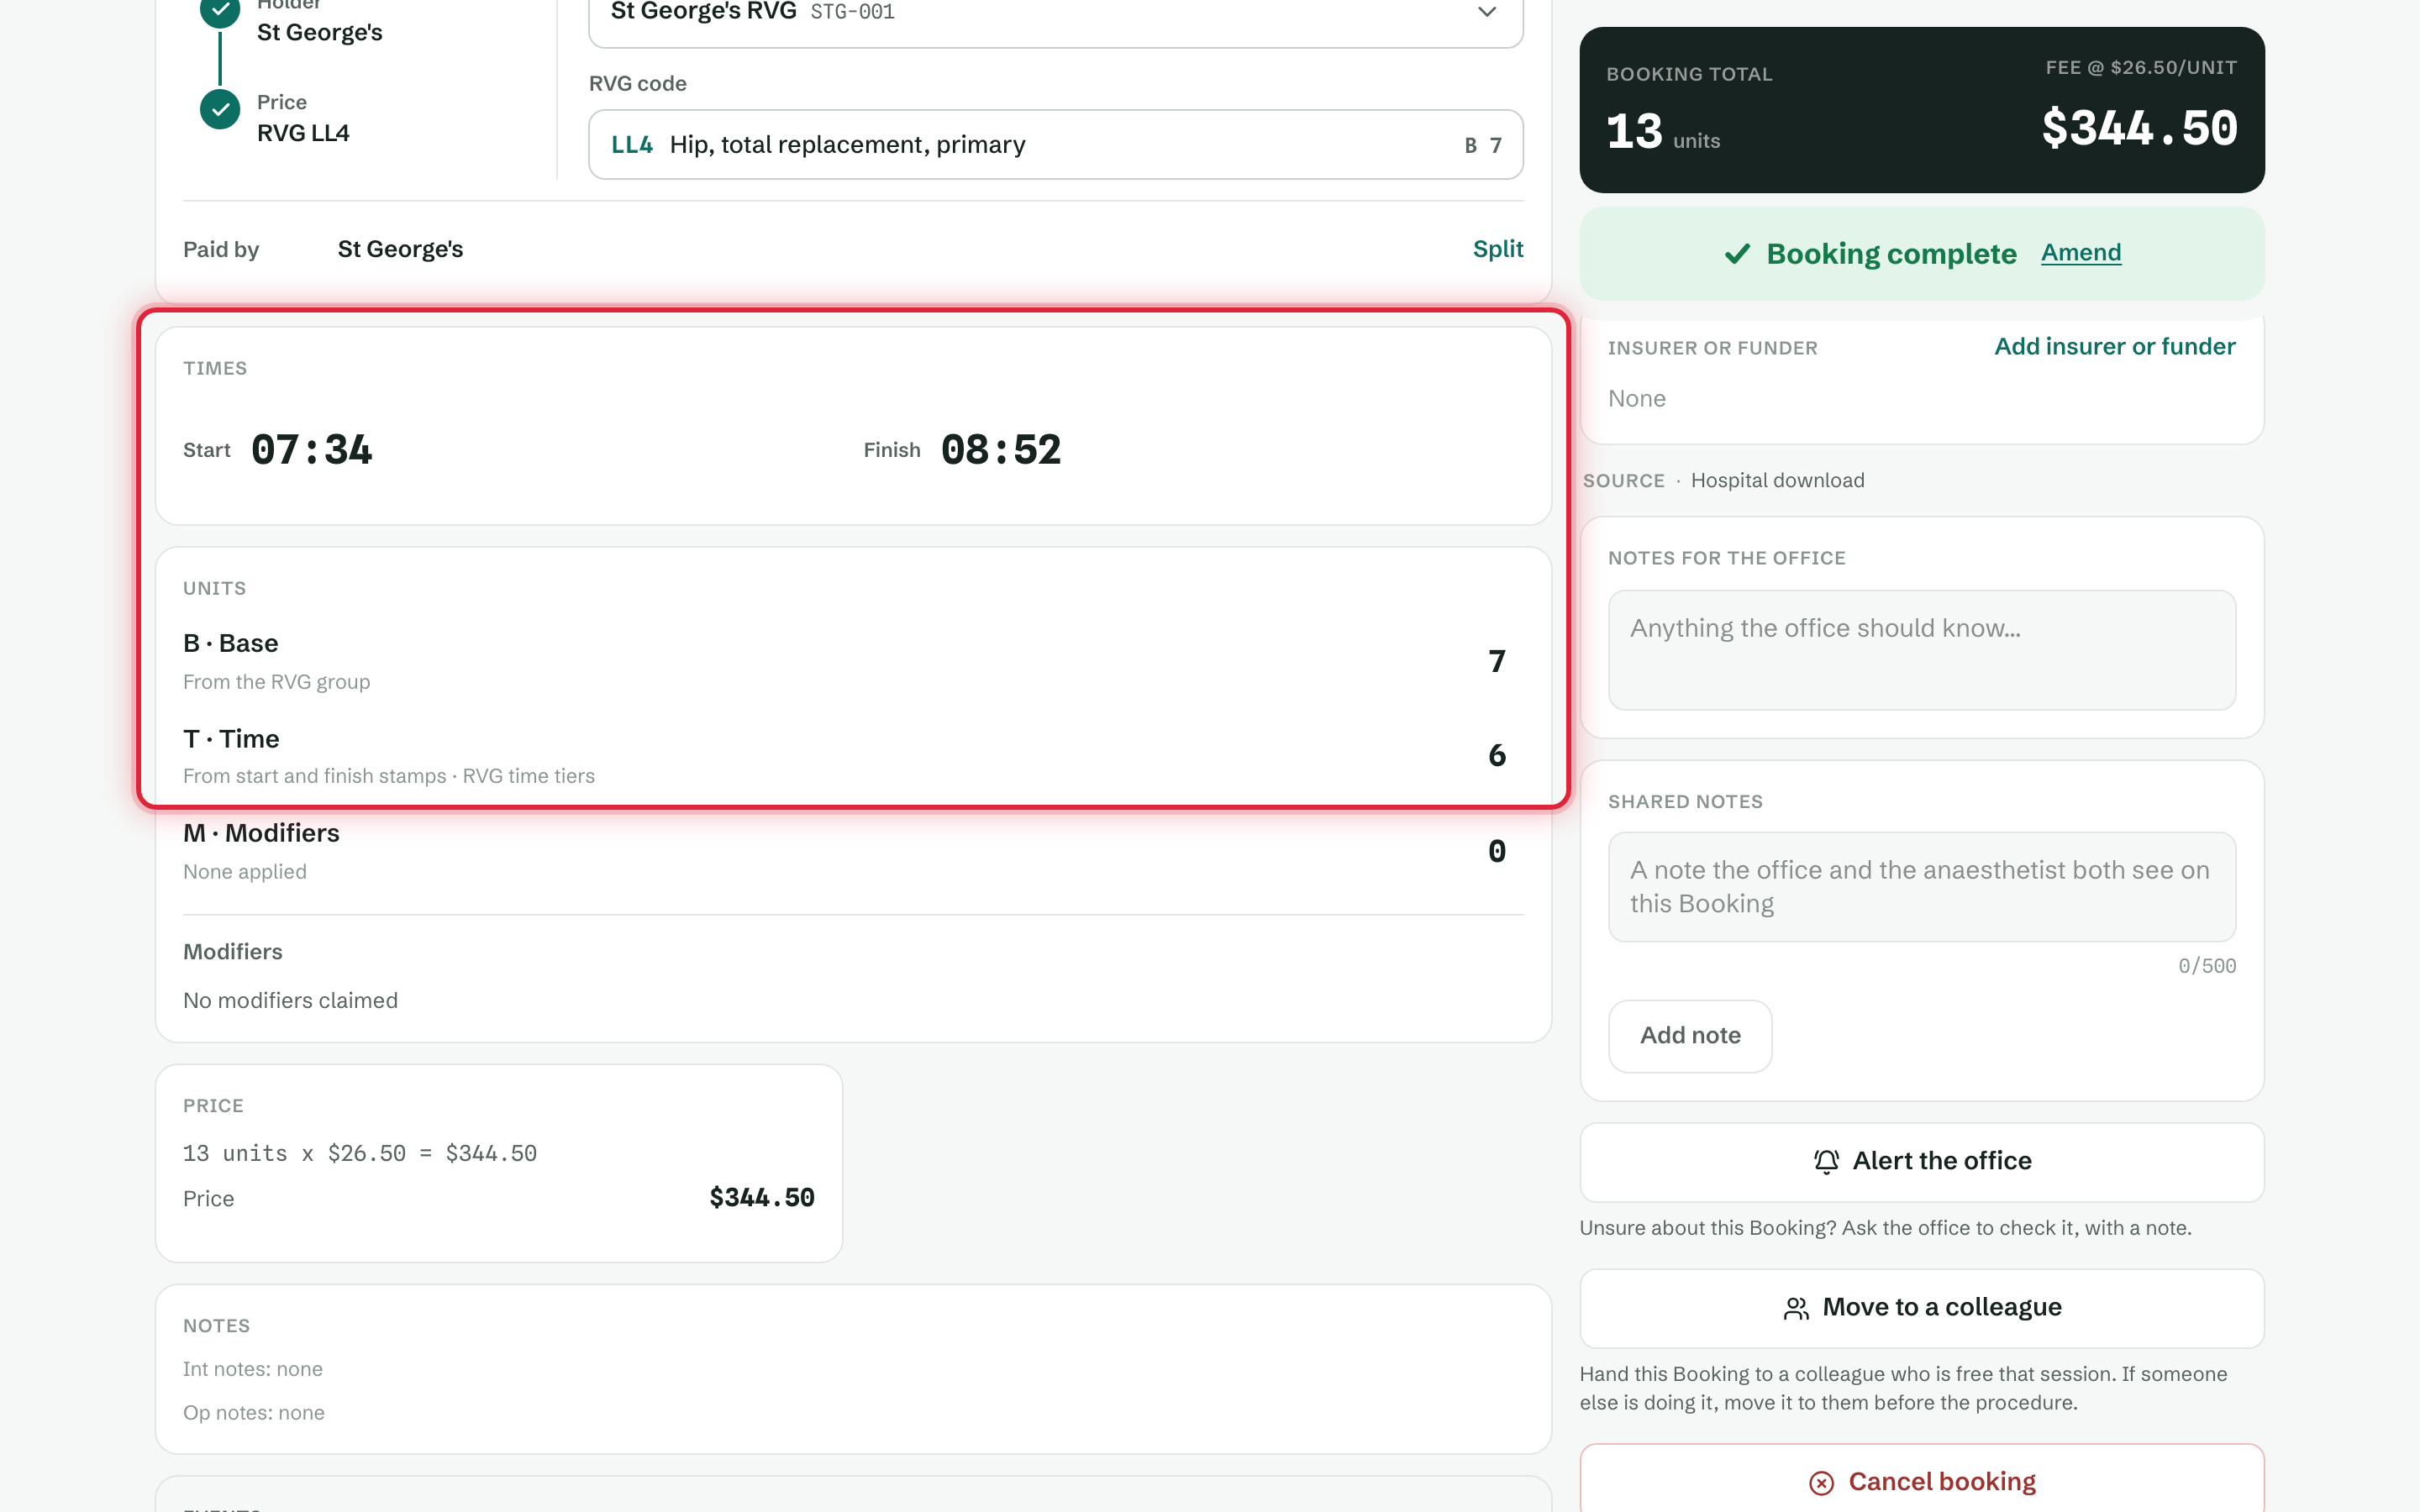 Holder
St George's
Price
RVG LL4
St George's RVG STG-001
RVG code
LL4 Hip, total replacement, primary B 7
Paid by St George's Split
TIMES
Start 07:34 Finish 08:52
UNITS
B · Base
From the RVG group
7
T · Time
From start and finish stamps · RVG time tiers
6
M · Modifiers
None applied
0
Modifiers
No modifiers claimed
PRICE
13 units x $26.50 = $344.50
Price $344.50
NOTES
Int notes: none
Op notes: none
BOOKING TOTAL
13 units
FEE @ $26.50/UNIT
$344.50
Booking complete Amend
INSURER OR FUNDER Add insurer or funder
None
SOURCE · Hospital download
NOTES FOR THE OFFICE
Anything the office should know...
SHARED NOTES
A note the office and the anaesthetist both see on
this Booking
0/500
Add note
Alert the office
Unsure about this Booking? Ask the office to check it, with a note.
Move to a colleague
Hand this Booking to a colleague who is free that session. If someone
else is doing it, move it to them before the procedure.
Cancel booking